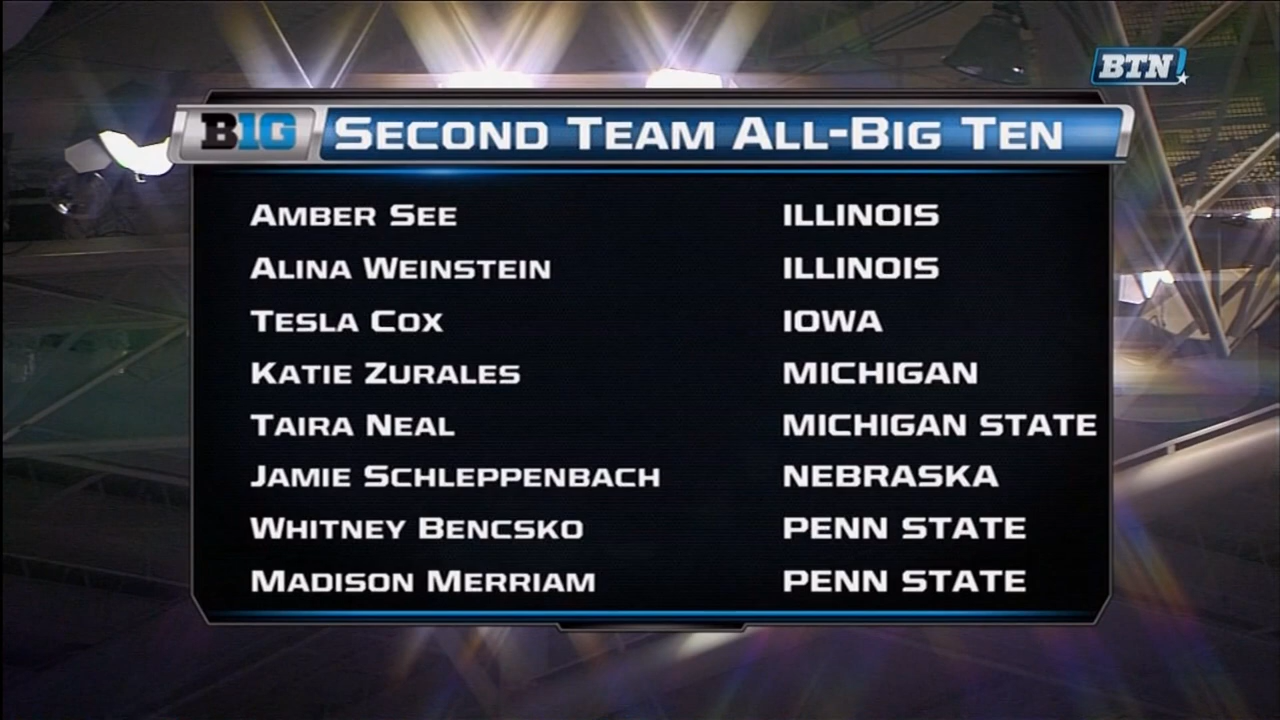 BTN
B1G SECOND TEAM ALL-BIG TEN
AMBER SEE ILLINOIS
ALINA WEINSTEIN ILLINOIS
TESLA COX IOWA
KATIE ZURALES MICHIGAN
TAIRA NEAL MICHIGAN STATE
JAMIE SCHLEPPENBACH NEBRASKA
WHITNEY BENCSKO PENN STATE
MADISON MERRIAM PENN STATE